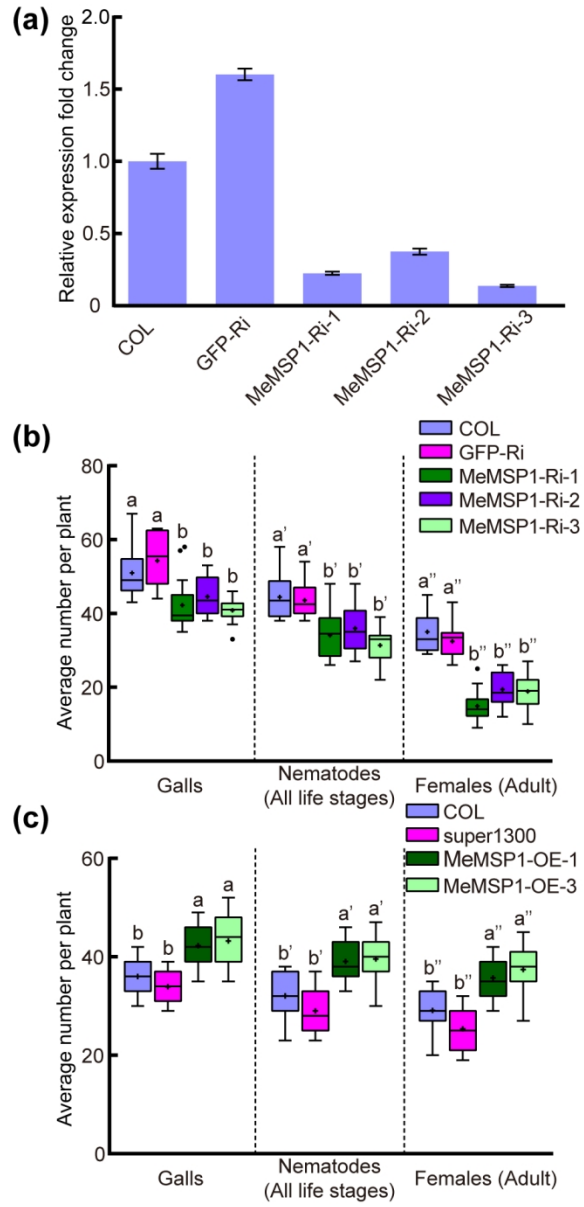 (a)
Relative expression fold change
2.0
1.5
1.0
0.5
0
COL
GFP-Ri
MeMSP1-Ri-1
MeMSP1-Ri-2
MeMSP1-Ri-3
(b)
COL
GFP-Ri
MeMSP1-Ri-1
MeMSP1-Ri-2
MeMSP1-Ri-3
Average number per plant
80
60
40
20
0
a a b b b
a' a' b' b' b'
a'' a'' b'' b'' b''
Galls
Nematodes
(All life stages)
Females (Adult)
(c)
COL
super1300
MeMSP1-OE-1
MeMSP1-OE-3
Average number per plant
60
40
20
0
b b a a
b' b' a' a'
b'' b'' a'' a''
Galls
Nematodes
(All life stages)
Females (Adult)